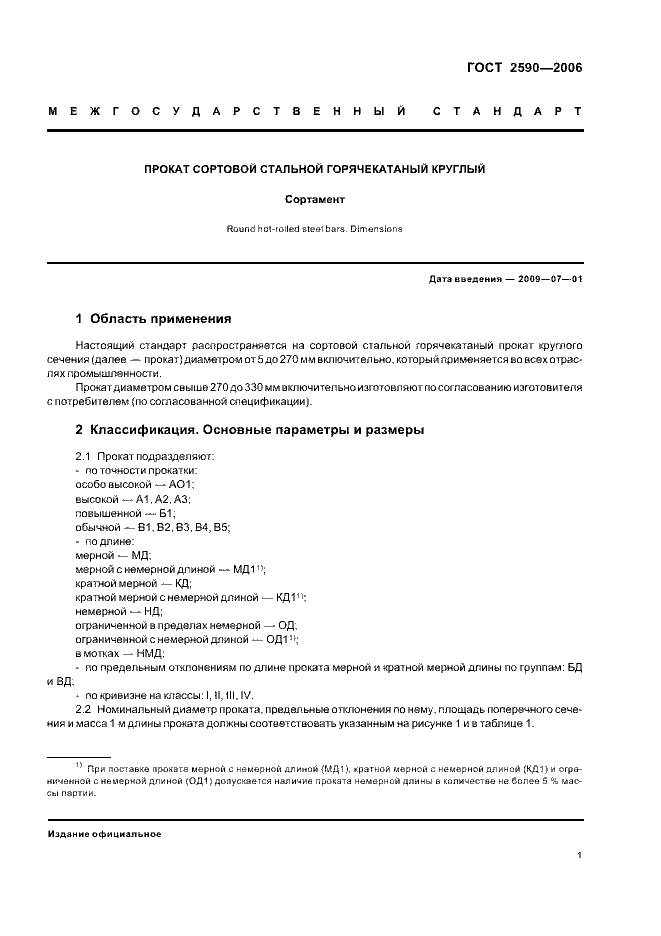 ГОСТ 2590—2006
МЕЖГОСУДАРСТВЕННЫЙ СТАНДАРТ
ПРОКАТ СОРТОВОЙ СТАЛЬНОЙ ГОРЯЧЕКАТАНЫЙ КРУГЛЫЙ
Сортамент
Round hot-rolled steel bars. Dimensions
Дата введения — 2009—07—01
1 Область применения
Настоящий стандарт распространяется на сортовой стальной горячекатаный прокат круглого
сечения (далее — прокат) диаметром от 5 до 270 мм включительно, который применяется во всех отрас-
лях промышленности.
Прокат диаметром свыше 270 до 330 мм включительно изготовляют по согласованию изготовителя
с потребителем (по согласованной спецификации).
2 Классификация. Основные параметры и размеры
2.1 Прокат подразделяют:
- по точности прокатки:
особо высокой — АО1;
высокой — А1, А2, А3;
повышенной — Б1;
обычной — В1, В2, В3, В4, В5;
- по длине:
мерной — МД;
мерной с немерной длиной — МД1¹⁾;
кратной мерной — КД;
кратной мерной с немерной длиной — КД1¹⁾;
немерной — НД;
ограниченной в пределах немерной — ОД;
ограниченной с немерной длиной — ОД1¹⁾;
в мотках — НМД;
- по предельным отклонениям по длине проката мерной и кратной мерной длины по группам: БД
и ВД;
- по кривизне на классы: I, II, III, IV.
2.2 Номинальный диаметр проката, предельные отклонения по нему, площадь поперечного сече-
ния и масса 1 м длины проката должны соответствовать указанным на рисунке 1 и в таблице 1.
¹⁾ При поставке проката мерной с немерной длиной (МД1), кратной мерной с немерной длиной (КД1) и огра-
ниченной с немерной длиной (ОД1) допускается наличие проката немерной длины в количестве не более 5 % мас-
сы партии.
Издание официальное
1